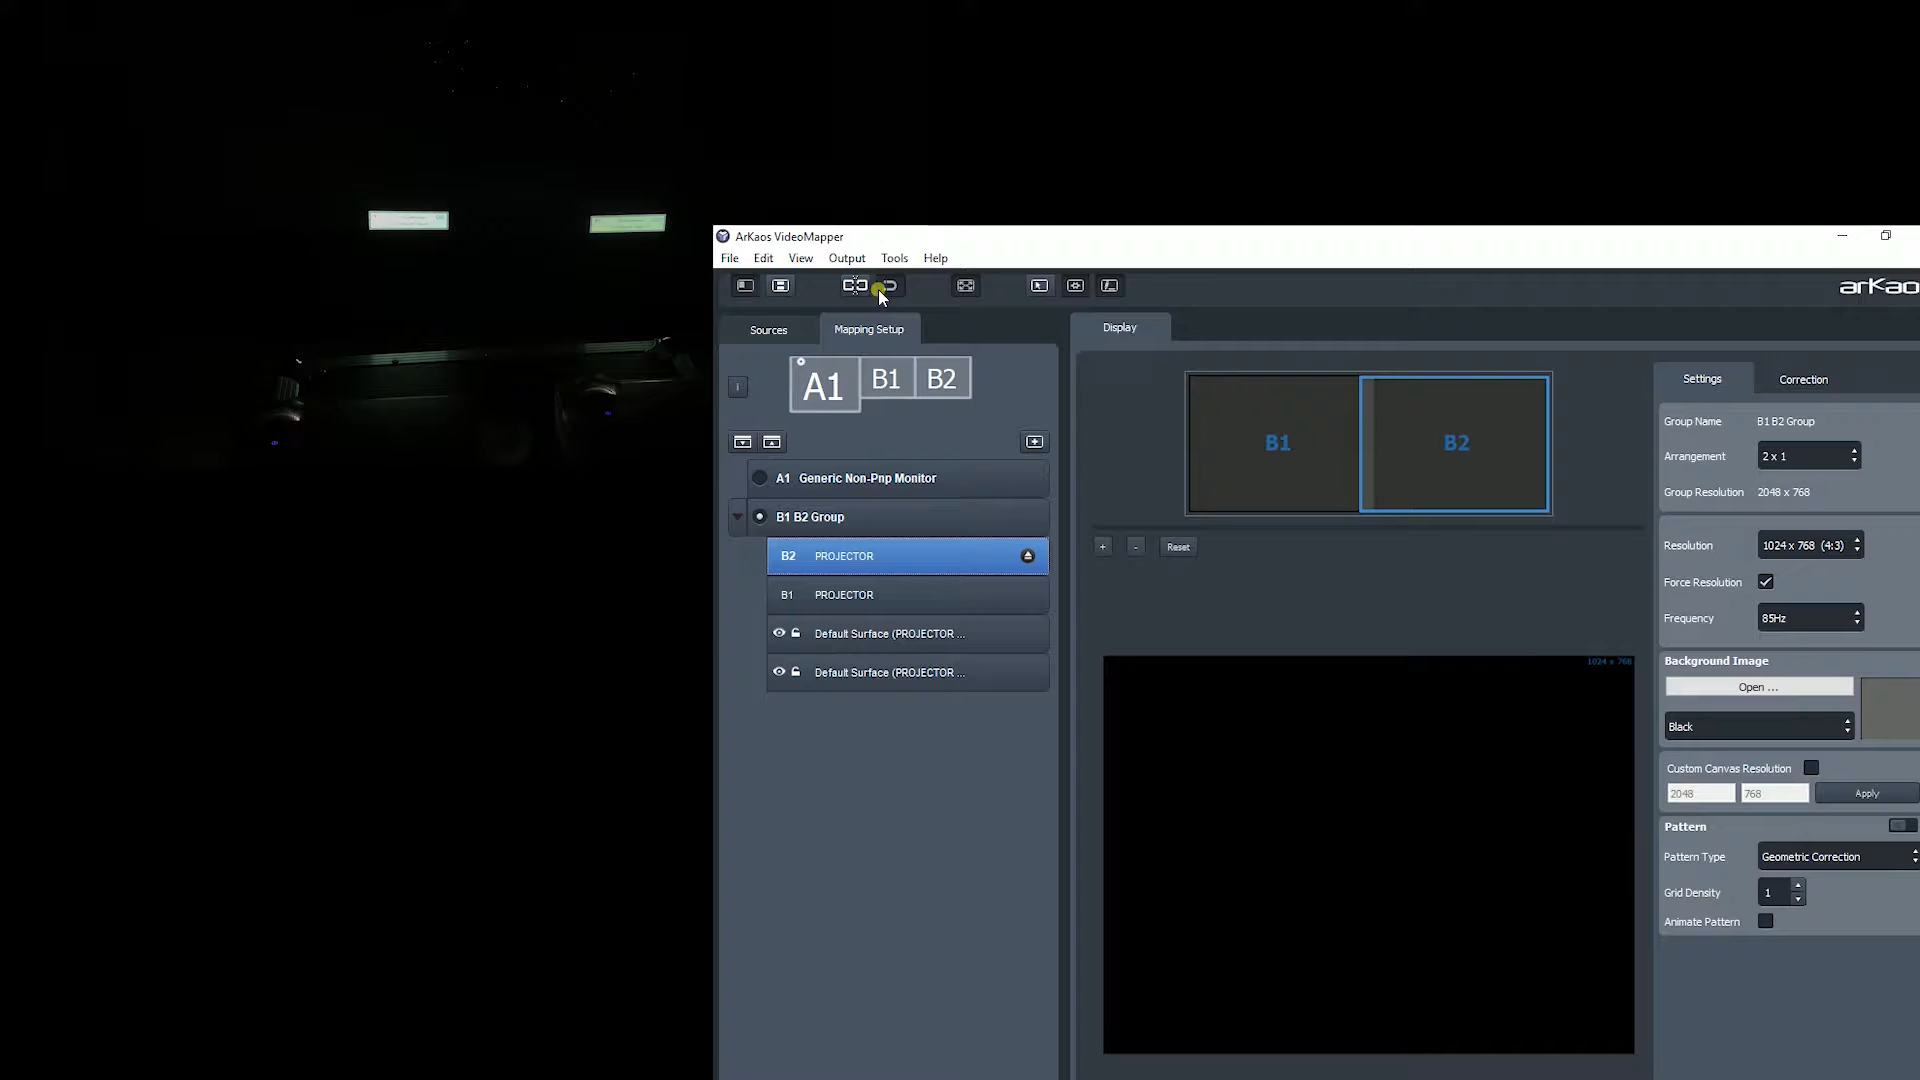 ArKaos VideoMapper
File Edit View Output Tools Help
arKao
Sources Mapping Setup
Display
A1 B1 B2
i
B1 B2
Settings Correction
Group Name B1 B2 Group
Arrangement 2 x 1
Group Resolution 2048 x 768
A1 Generic Non-Pnp Monitor
B1 B2 Group
B2 PROJECTOR
B1 PROJECTOR
Default Surface (PROJECTOR ...
Default Surface (PROJECTOR ...
+ - Reset
Resolution 1024 x 768 (4:3)
Force Resolution
Frequency 85Hz
1024 x 768
Background Image
Open ...
Black
Custom Canvas Resolution
2048 768 Apply
Pattern
Pattern Type Geometric Correction
Grid Density 1
Animate Pattern